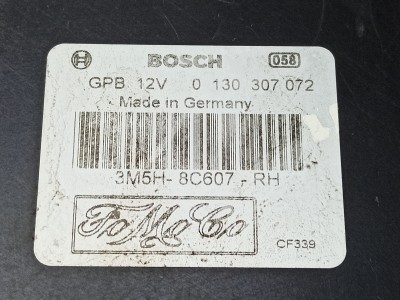 BOSCH 058
GPB 12V 0 130 307 072
Made in Germany
3M5H-8C607-RH
FoMoCo
CF339